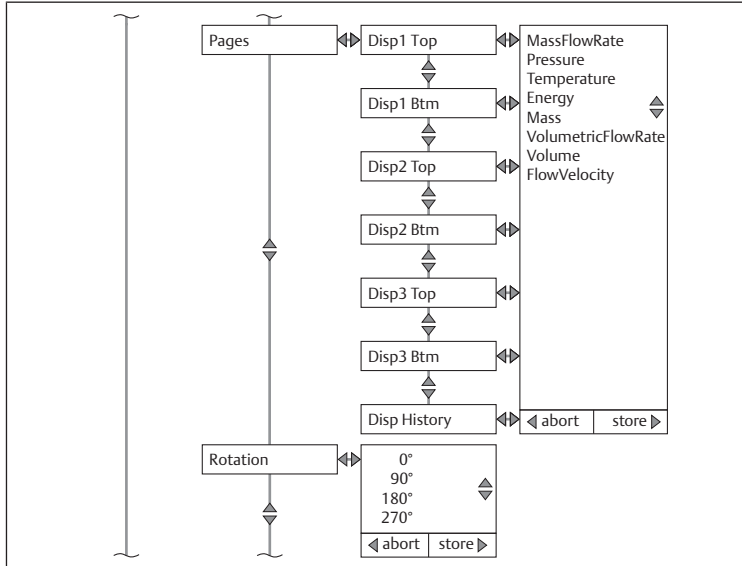 Pages
Disp1 Top
MassFlowRate
Pressure
Temperature
Energy
Mass
VolumetricFlowRate
Volume
FlowVelocity
Disp1 Btm
Disp2 Top
Disp2 Btm
Disp3 Top
Disp3 Btm
Disp History
abort store
Rotation
0°
90°
180°
270°
abort store